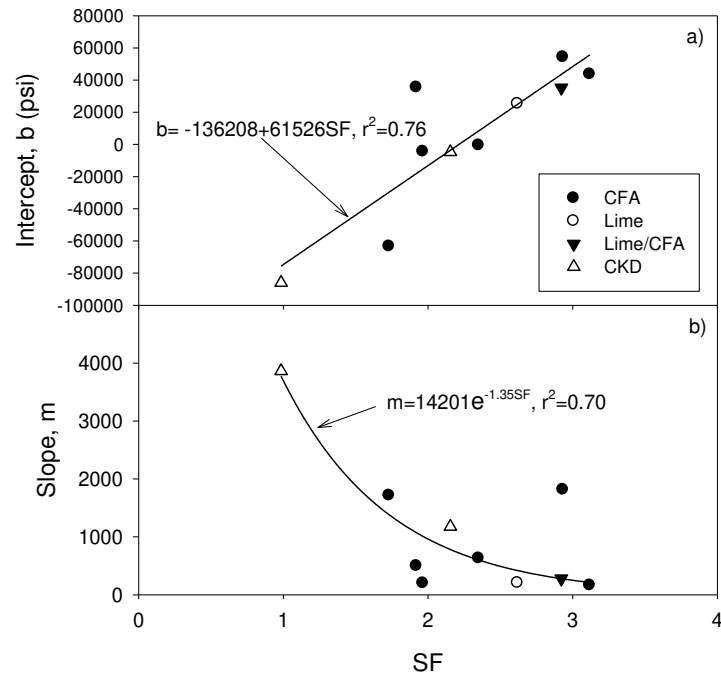 80000
a)
60000
40000
20000
0
-20000
-40000
-60000
-80000
-100000
Intercept, b (psi)
b= -136208+61526SF, r²=0.76
CFA
Lime
Lime/CFA
CKD
b)
4000
3000
2000
1000
0
Slope, m
m=14201e^-1.35SF, r²=0.70
0 1 2 3 4
SF